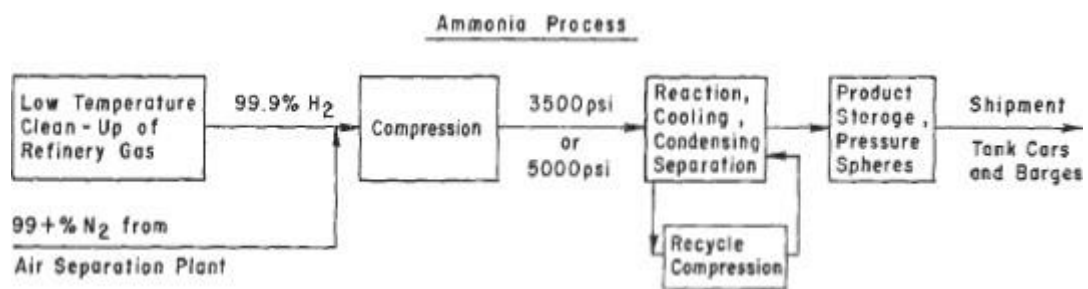 Ammonia Process
Low Temperature
Clean-Up of
Refinery Gas
99.9% H₂
Compression
3500psi
or
5000psi
Reaction,
Cooling,
Condensing
Separation
Product
Storage,
Pressure
Spheres
Shipment
Tank Cars
and Barges
99+% N₂ from
Air Separation Plant
Recycle
Compression